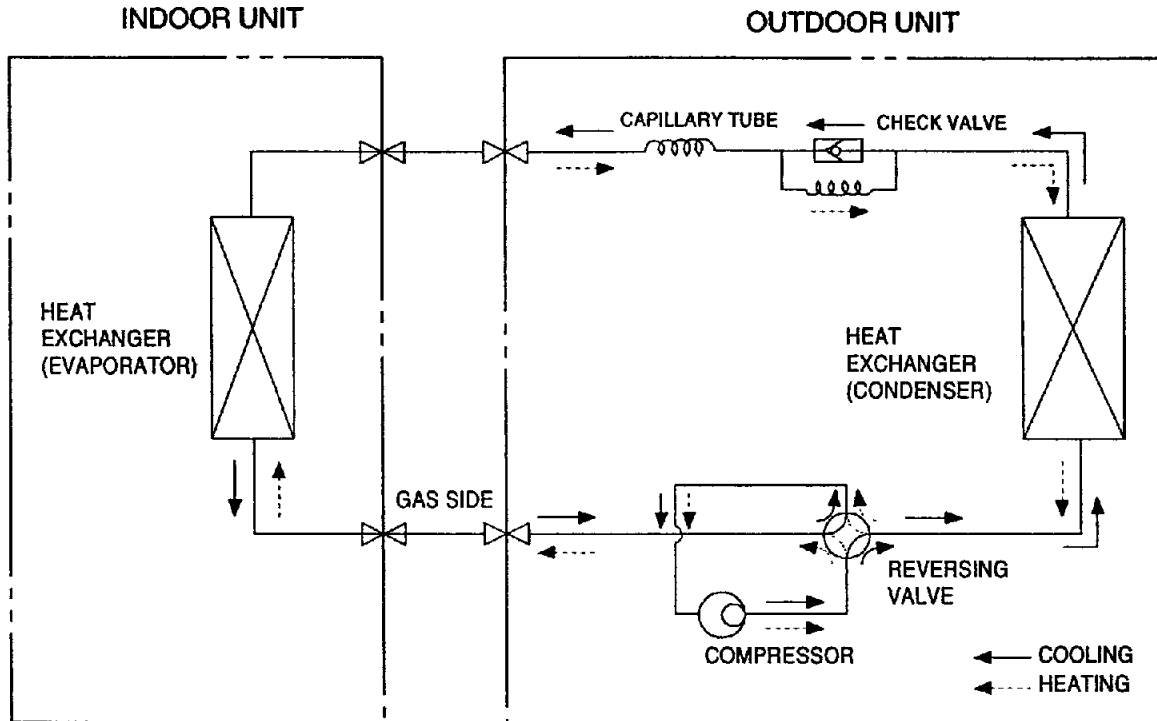 INDOOR UNIT
OUTDOOR UNIT
CAPILLARY TUBE
CHECK VALVE
HEAT
EXCHANGER
(EVAPORATOR)
HEAT
EXCHANGER
(CONDENSER)
GAS SIDE
REVERSING
VALVE
COMPRESSOR
COOLING
HEATING